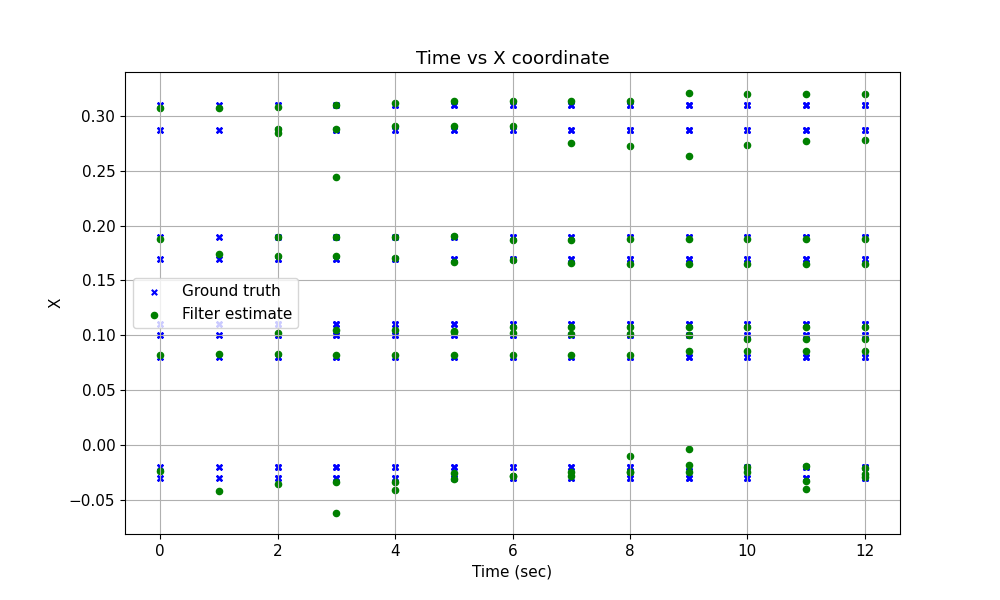 Time vs X coordinate
0.30
0.25
0.20
0.15
0.10
0.05
0.00
−0.05
X
Ground truth
Filter estimate
0 2 4 6 8 10 12
Time (sec)